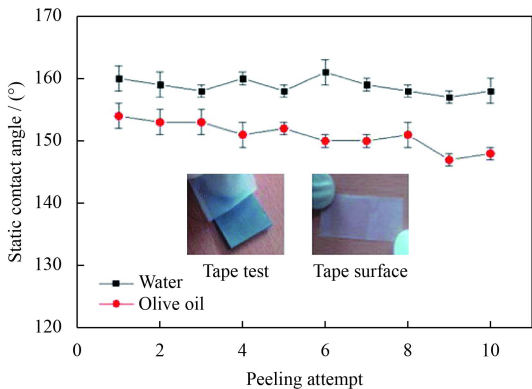 170
160
150
140
130
120
Static contact angle / (°)
Tape test
Tape surface
Water
Olive oil
0
2
4
6
8
10
Peeling attempt